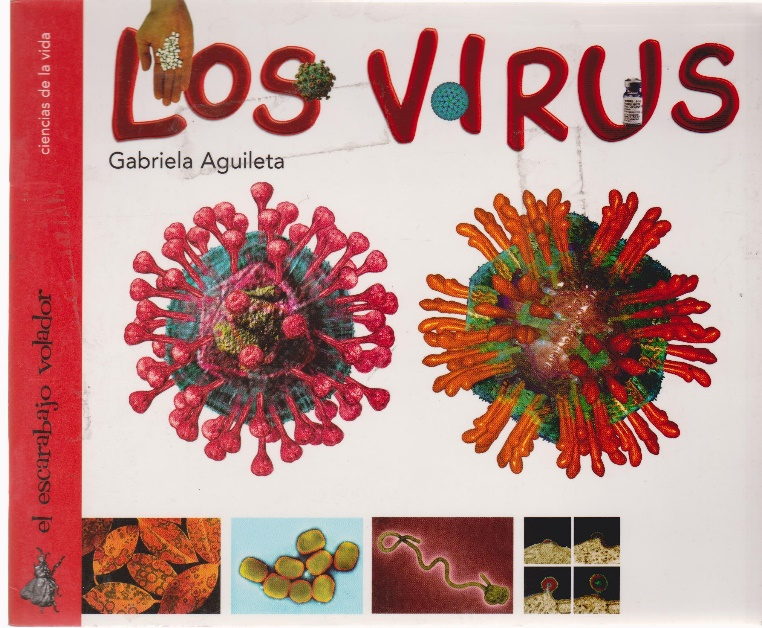 LOS VIRUS
Gabriela Aguileta
ciencias de la vida
el escarabajo volador